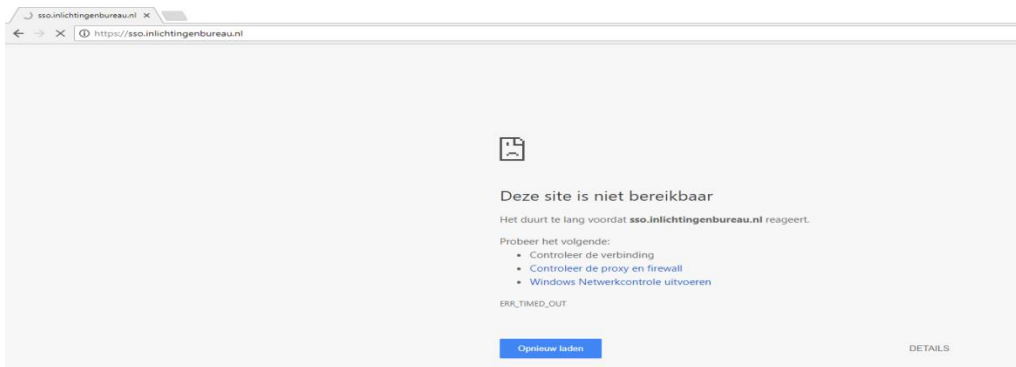 sso.inlichtingenbureau.nl
https://sso.inlichtingenbureau.nl
Deze site is niet bereikbaar
Het duurt te lang voordat sso.inlichtingenbureau.nl reageert.
Probeer het volgende:
• Controleer de verbinding
• Controleer de proxy en firewall
• Windows Netwerkcontrole uitvoeren
ERR_TIMED_OUT
Opnieuw laden DETAILS